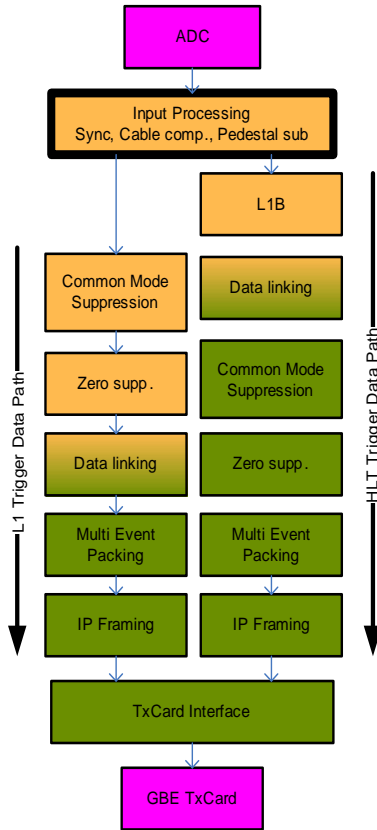 ADC
Input Processing
Sync, Cable comp., Pedestal sub
L1B
Common Mode
Suppression
Data linking
Zero supp.
Common Mode
Suppression
Data linking
Zero supp.
Multi Event
Packing
Multi Event
Packing
IP Framing
IP Framing
TxCard Interface
GBE TxCard
L1 Trigger Data Path
HLT Trigger Data Path